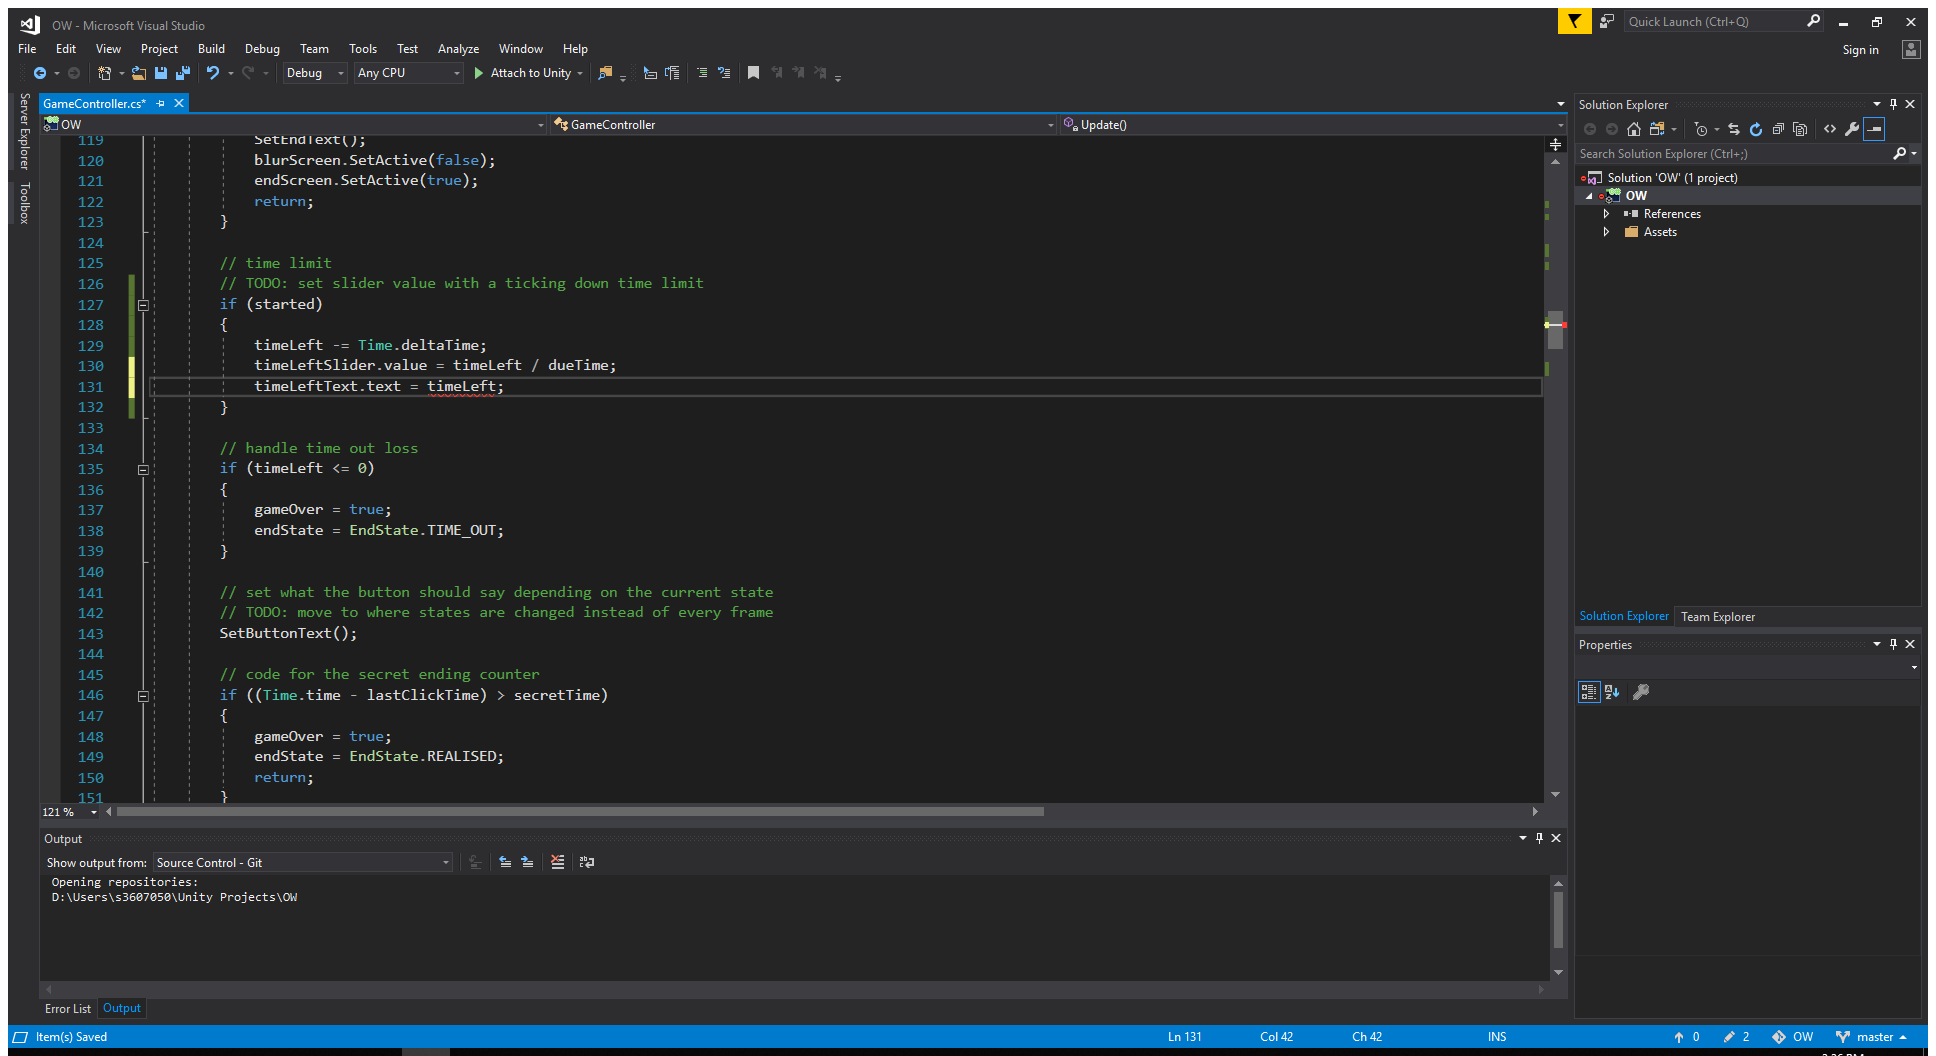 OW - Microsoft Visual Studio
Quick Launch (Ctrl+Q)
File Edit View Project Build Debug Team Tools Test Analyze Window Help
Sign in
Debug Any CPU Attach to Unity
Server Explorer
Toolbox
GameController.cs*
OW GameController Update()
119 SetEndText();
120 blurScreen.SetActive(false);
121 endScreen.SetActive(true);
122 return;
123 }
124
125 // time limit
126 // TODO: set slider value with a ticking down time limit
127 if (started)
128 {
129 timeLeft -= Time.deltaTime;
130 timeLeftSlider.value = timeLeft / dueTime;
131 timeLeftText.text = timeLeft;
132 }
133
134 // handle time out loss
135 if (timeLeft <= 0)
136 {
137 gameOver = true;
138 endState = EndState.TIME_OUT;
139 }
140
141 // set what the button should say depending on the current state
142 // TODO: move to where states are changed instead of every frame
143 SetButtonText();
144
145 // code for the secret ending counter
146 if ((Time.time - lastClickTime) > secretTime)
147 {
148 gameOver = true;
149 endState = EndState.REALISED;
150 return;
151 }
121 %
Output
Show output from: Source Control - Git
Opening repositories:
D:\Users\s3607050\Unity Projects\OW
Error List Output
Solution Explorer
Search Solution Explorer (Ctrl+;)
Solution 'OW' (1 project)
OW
References
Assets
Solution Explorer Team Explorer
Properties
Item(s) Saved Ln 131 Col 42 Ch 42 INS 0 2 OW master